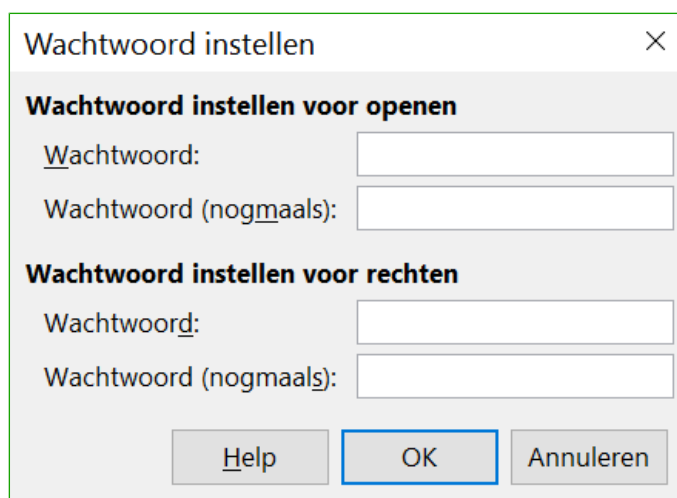 Wachtwoord instellen
Wachtwoord instellen voor openen
Wachtwoord:
Wachtwoord (nogmaals):
Wachtwoord instellen voor rechten
Wachtwoord:
Wachtwoord (nogmaals):
Help OK Annuleren